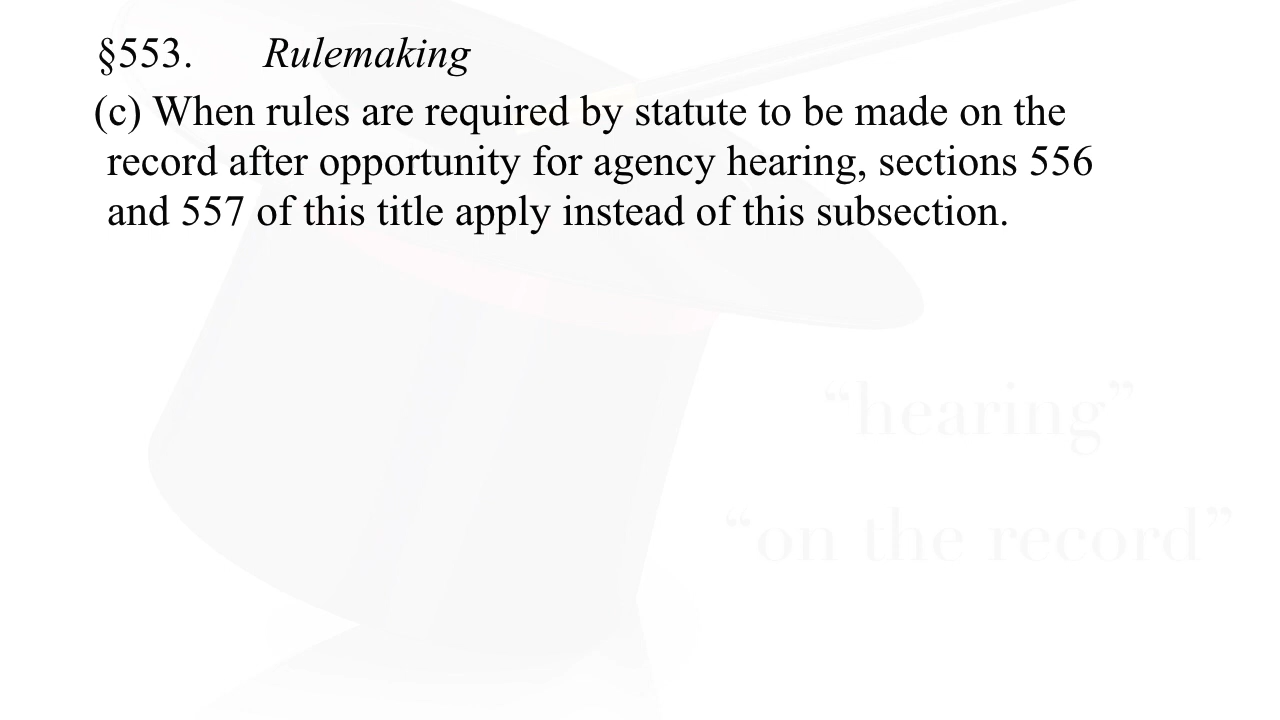 §553. Rulemaking
(c) When rules are required by statute to be made on the
record after opportunity for agency hearing, sections 556
and 557 of this title apply instead of this subsection.
“hearing”
“on the record”